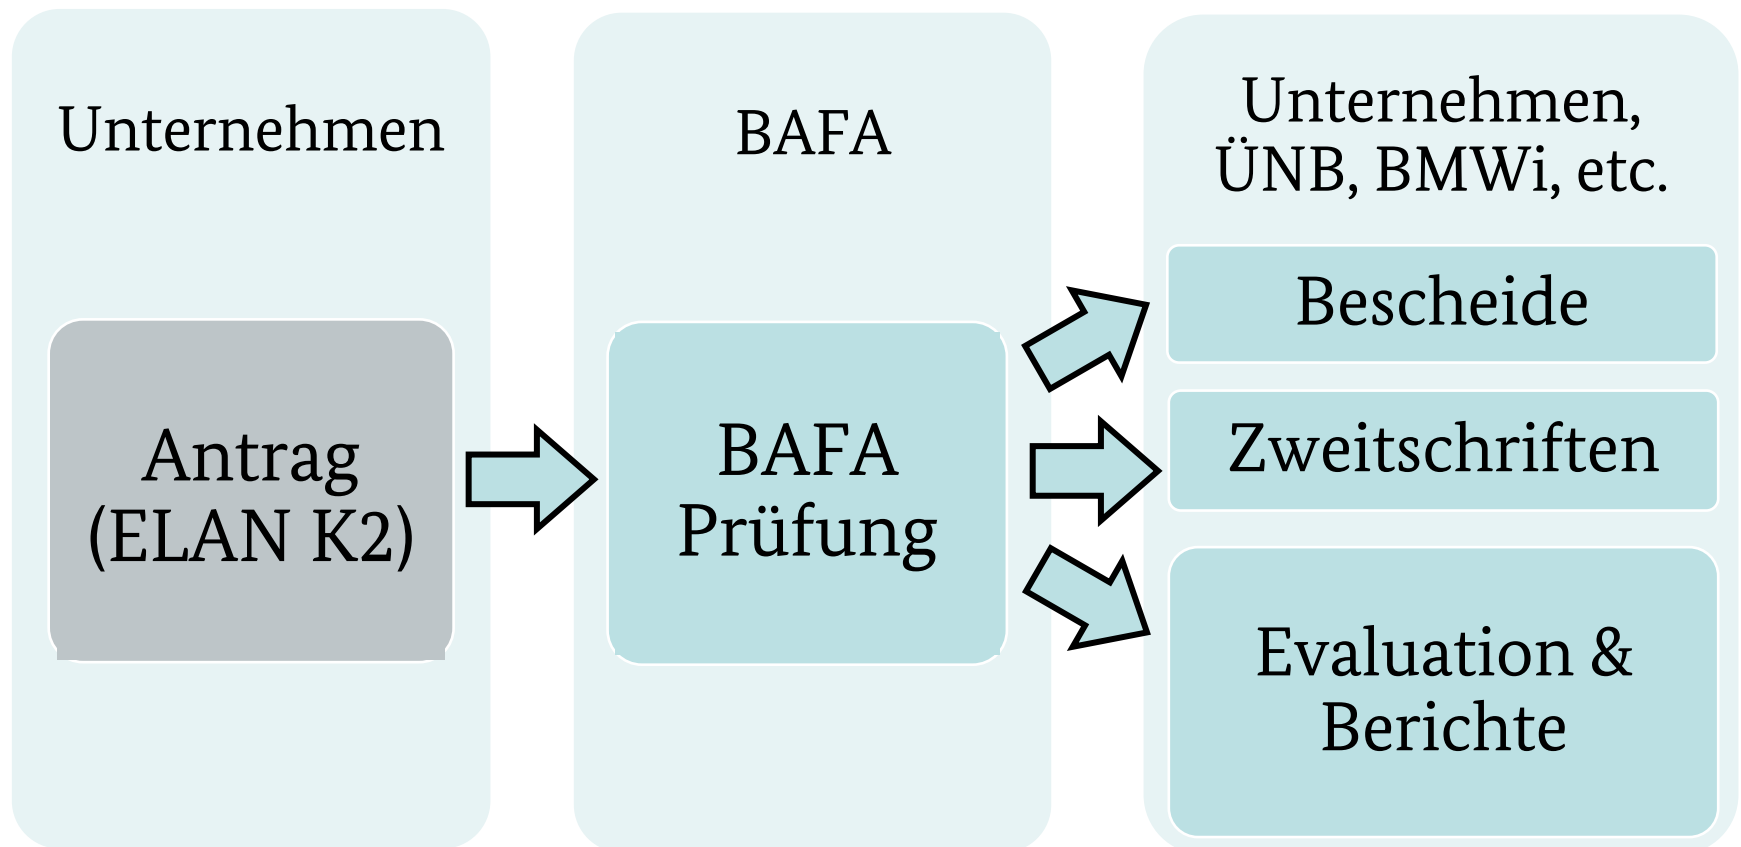 Unternehmen
Antrag
(ELAN K2)
BAFA
BAFA
Prüfung
Unternehmen,
ÜNB, BMWi, etc.
Bescheide
Zweitschriften
Evaluation &
Berichte